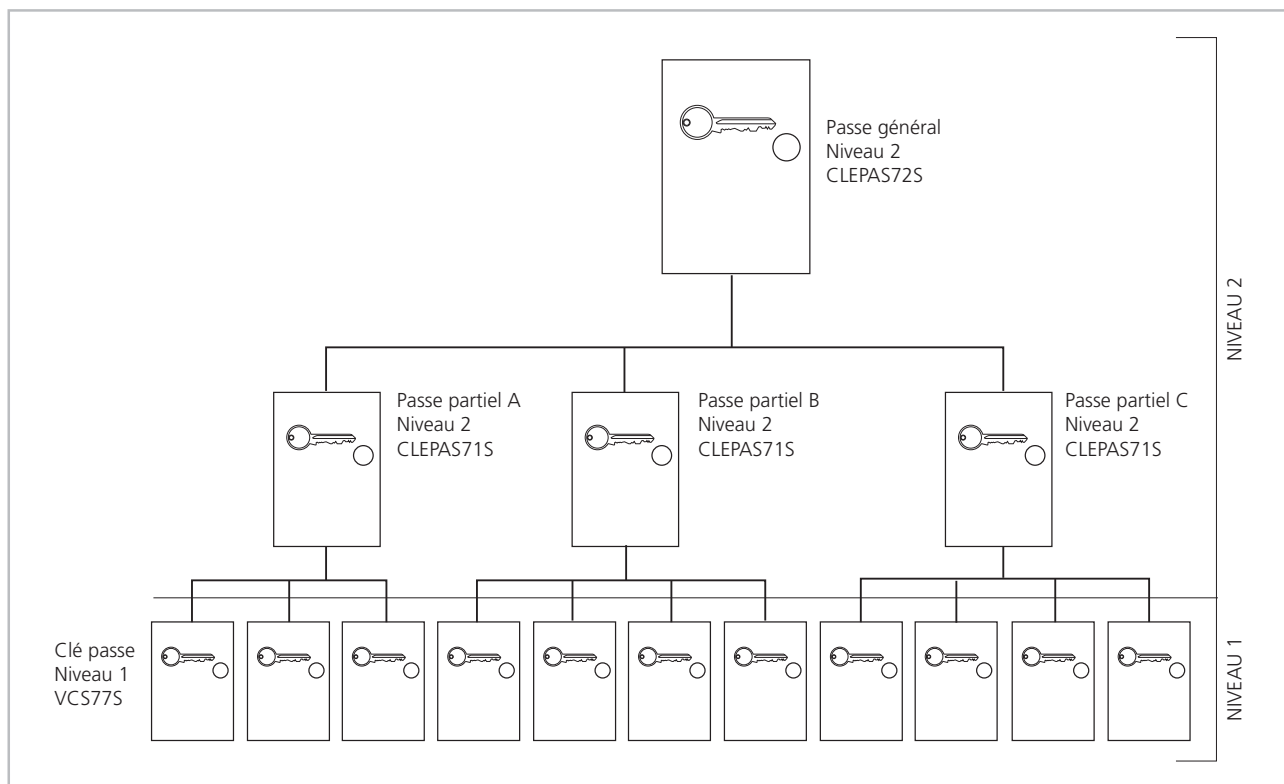 Passe général
Niveau 2
CLEPAS72S
NIVEAU 2
Passe partiel A
Niveau 2
CLEPAS71S
Passe partiel B
Niveau 2
CLEPAS71S
Passe partiel C
Niveau 2
CLEPAS71S
Clé passe
Niveau 1
VCS77S
NIVEAU 1